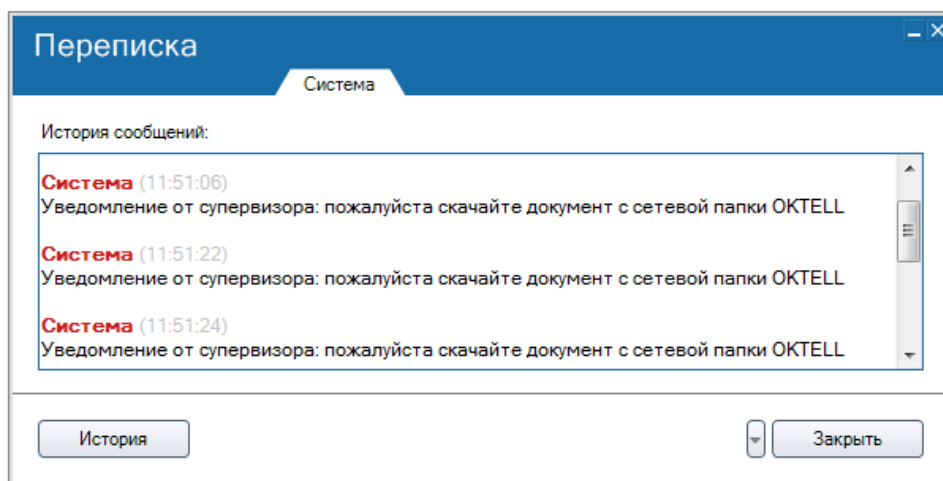 Переписка
Система
История сообщений:
Система (11:51:06)
Уведомление от супервизора: пожалуйста скачайте документ с сетевой папки OKTELL
Система (11:51:22)
Уведомление от супервизора: пожалуйста скачайте документ с сетевой папки OKTELL
Система (11:51:24)
Уведомление от супервизора: пожалуйста скачайте документ с сетевой папки OKTELL
История
Закрыть